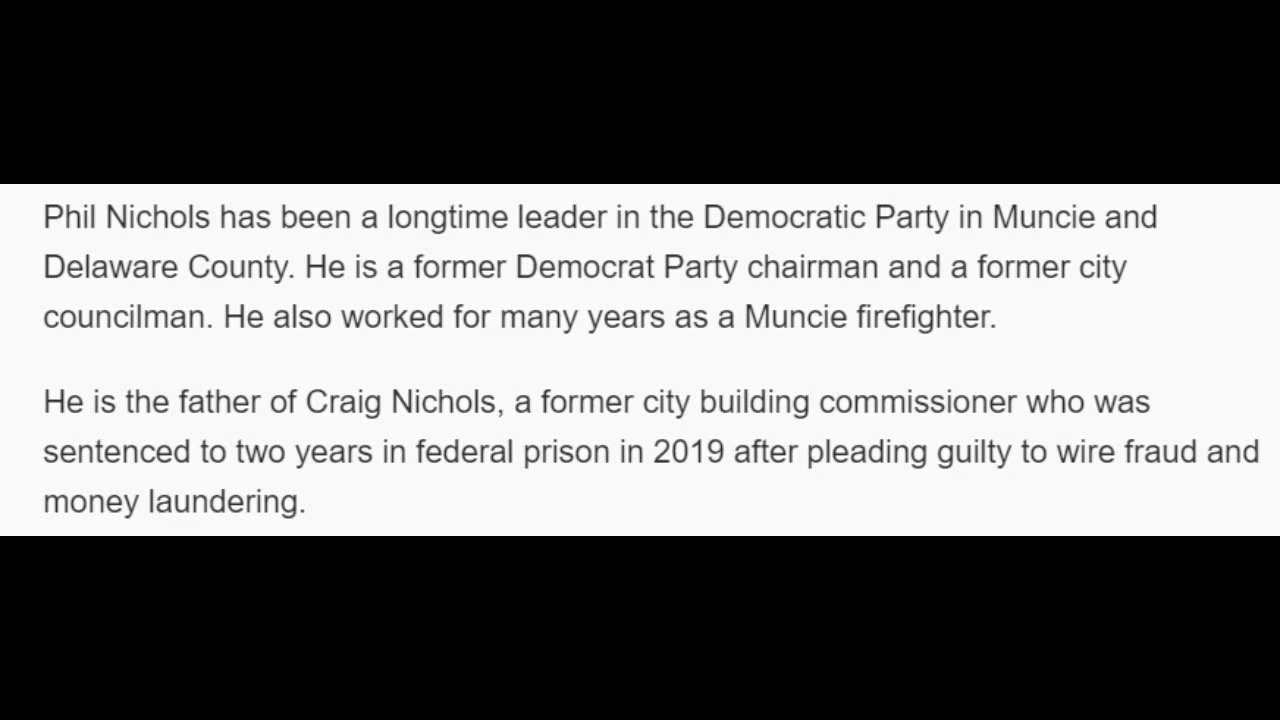 Phil Nichols has been a longtime leader in the Democratic Party in Muncie and
Delaware County. He is a former Democrat Party chairman and a former city
councilman. He also worked for many years as a Muncie firefighter.
He is the father of Craig Nichols, a former city building commissioner who was
sentenced to two years in federal prison in 2019 after pleading guilty to wire fraud and
money laundering.